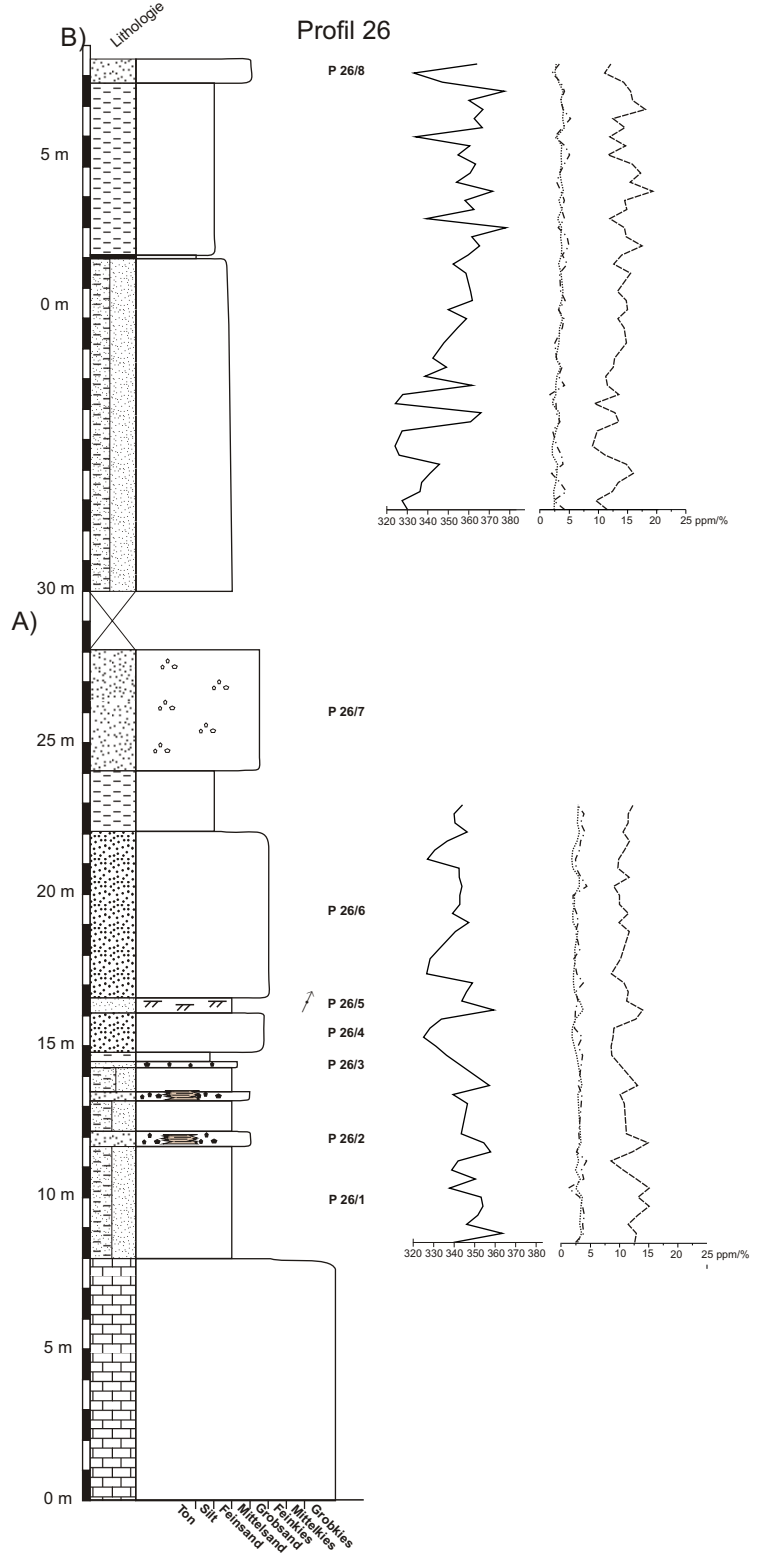 Profil 26
B)
Lithologie
P 26/8
5 m
0 m
320 330 340 350 360 370 380
0 5 10 15 20 25 ppm/%
30 m
A)
P 26/7
25 m
20 m
P 26/6
P 26/5
P 26/4
15 m
P 26/3
P 26/2
10 m
P 26/1
320 330 340 350 360 370 380
0 5 10 15 20 25 ppm/%
5 m
0 m
Ton
Silt
Feinsand
Mittelsand
Grobsand
Feinkies
Mittelkies
Grobkies